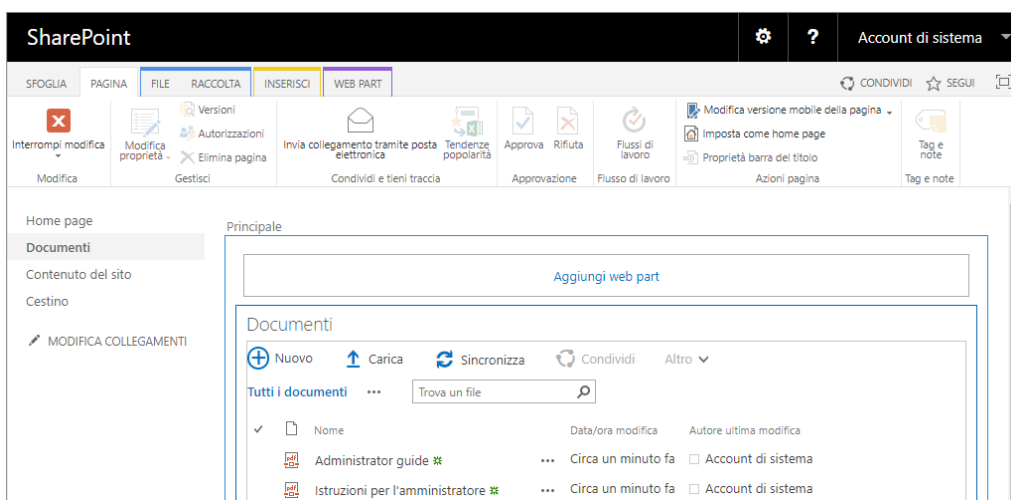 SharePoint
? Account di sistema
SFOGLIA PAGINA FILE RACCOLTA INSERISCI WEB PART CONDIVIDI SEGUI
Interrompi modifica
Modifica
Modifica proprietà
Versioni
Autorizzazioni
Elimina pagina
Gestisci
Invia collegamento tramite posta elettronica
Tendenze popolarità
Condividi e tieni traccia
Approva Rifiuta
Approvazione
Flussi di lavoro
Flusso di lavoro
Modifica versione mobile della pagina
Imposta come home page
Proprietà barra del titolo
Azioni pagina
Tag e note
Tag e note
Home page
Documenti
Contenuto del sito
Cestino
MODIFICA COLLEGAMENTI
Principale
Aggiungi web part
Documenti
Nuovo Carica Sincronizza Condividi Altro
Tutti i documenti ••• Trova un file
Nome Data/ora modifica Autore ultima modifica
pdf Administrator guide ••• Circa un minuto fa Account di sistema
pdf Istruzioni per l'amministratore ••• Circa un minuto fa Account di sistema